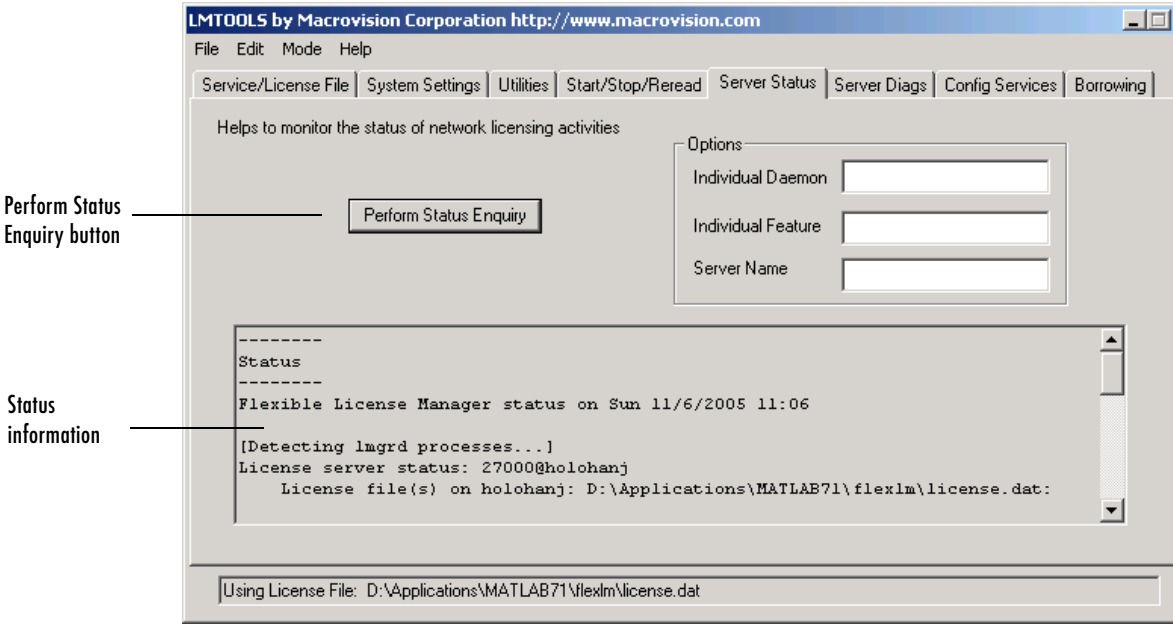 LMTOOLS by Macrovision Corporation http://www.macrovision.com
File Edit Mode Help
Service/License File System Settings Utilities Start/Stop/Reread Server Status Server Diags Config Services Borrowing
Helps to monitor the status of network licensing activities
Options
Individual Daemon
Perform Status
Enquiry button
Perform Status Enquiry
Individual Feature
Server Name
--------
Status
--------
Flexible License Manager status on Sun 11/6/2005 11:06
Status
information
[Detecting lmgrd processes...]
License server status: 27000@holohanj
License file(s) on holohanj: D:\Applications\MATLAB71\flexlm\license.dat:
Using License File: D:\Applications\MATLAB71\flexlm\license.dat